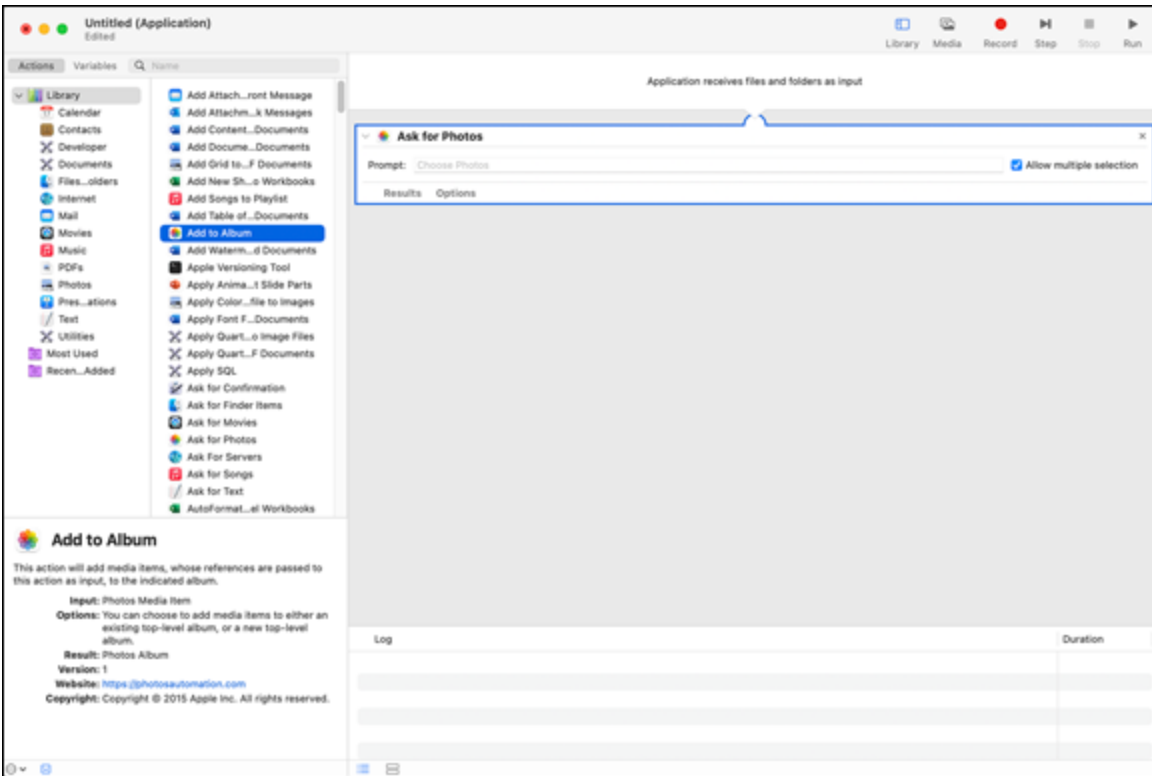 Untitled (Application)
Edited
Library
Media
Record
Step
Stop
Run
Actions
Variables
Name
Library
Calendar
Contacts
Developer
Documents
Files...olders
Internet
Mail
Movies
Music
PDFs
Photos
Pres...ations
Text
Utilities
Most Used
Recen...Added
Add Attach...ront Message
Add Attachm...k Messages
Add Content...Documents
Add Docume...Documents
Add Grid to...F Documents
Add New Sh...o Workbooks
Add Songs to Playlist
Add Table of...Documents
Add to Album
Add Waterm...d Documents
Apple Versioning Tool
Apply Anima...t Slide Parts
Apply Color...file to Images
Apply Font F...Documents
Apply Quart...o Image Files
Apply Quart...F Documents
Apply SQL
Ask for Confirmation
Ask for Finder Items
Ask for Movies
Ask for Photos
Ask For Servers
Ask for Songs
Ask for Text
AutoFormat...el Workbooks
Add to Album
This action will add media items, whose references are passed to
this action as input, to the indicated album.
Input: Photos Media Item
Options: You can choose to add media items to either an
existing top-level album, or a new top-level
album.
Result: Photos Album
Version: 1
Website: https://photosautomation.com
Copyright: Copyright © 2015 Apple Inc. All rights reserved.
Application receives files and folders as input
Ask for Photos
Prompt: Choose Photos
Allow multiple selection
Results Options
Log
Duration